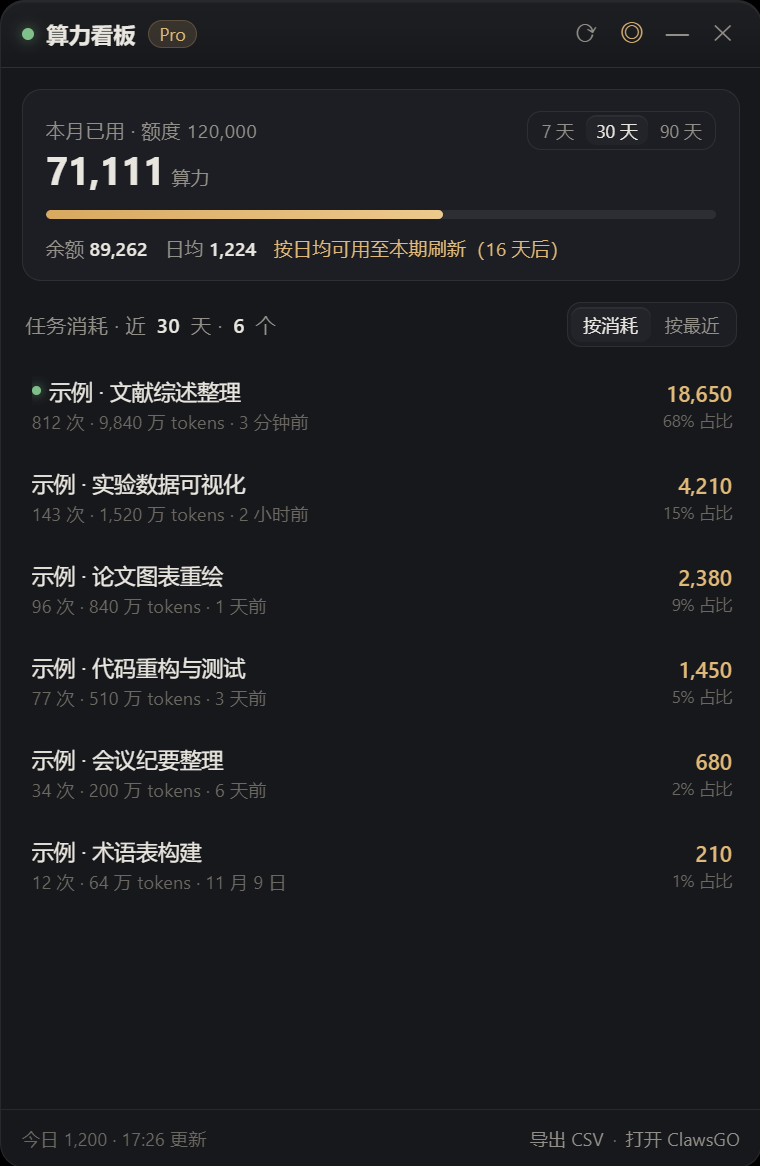 算力看板 Pro
本月已用 · 额度 120,000 7 天 30 天 90 天
71,111 算力
余额 89,262 日均 1,224 按日均可用至本期刷新（16 天后）
任务消耗 · 近 30 天 · 6 个 按消耗 按最近
示例 · 文献综述整理 18,650
812 次 · 9,840 万 tokens · 3 分钟前 68% 占比
示例 · 实验数据可视化 4,210
143 次 · 1,520 万 tokens · 2 小时前 15% 占比
示例 · 论文图表重绘 2,380
96 次 · 840 万 tokens · 1 天前 9% 占比
示例 · 代码重构与测试 1,450
77 次 · 510 万 tokens · 3 天前 5% 占比
示例 · 会议纪要整理 680
34 次 · 200 万 tokens · 6 天前 2% 占比
示例 · 术语表构建 210
12 次 · 64 万 tokens · 11 月 9 日 1% 占比
今日 1,200 · 17:26 更新 导出 CSV · 打开 ClawsGO